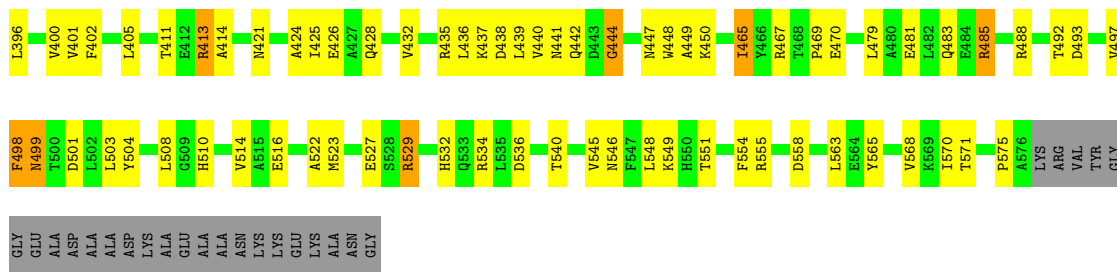 L396 V400 V401 F402 L405 T411 E412 R413 A414 N421 A424 I425 E426 A427 Q428 V432 R435 L436 K437 D438 L439 V440 N441 Q442 D443 G444 N447 W448 A449 K450 I465 Y466 R467 T468 P469 E470 L479 A480 E481 L482 Q483 E484 R485 R488 T492 D493 V497
F498 N499 T500 D501 L502 L503 Y504 L508 G509 H510 V514 A515 E516 A522 M523 E527 S528 R529 H532 Q533 R534 L535 D536 T540 V545 N546 F547 L548 K549 H550 T551 F554 R555 D558 L563 E564 Y565 V568 K569 I570 T571 P575 A576 LYS ARG VAL TYR GLY
GLY GLU ALA ASP ALA ALA ASP LYS ALA GLU ALA ALA ASN LYS LYS GLU LYS ALA ASN GLY